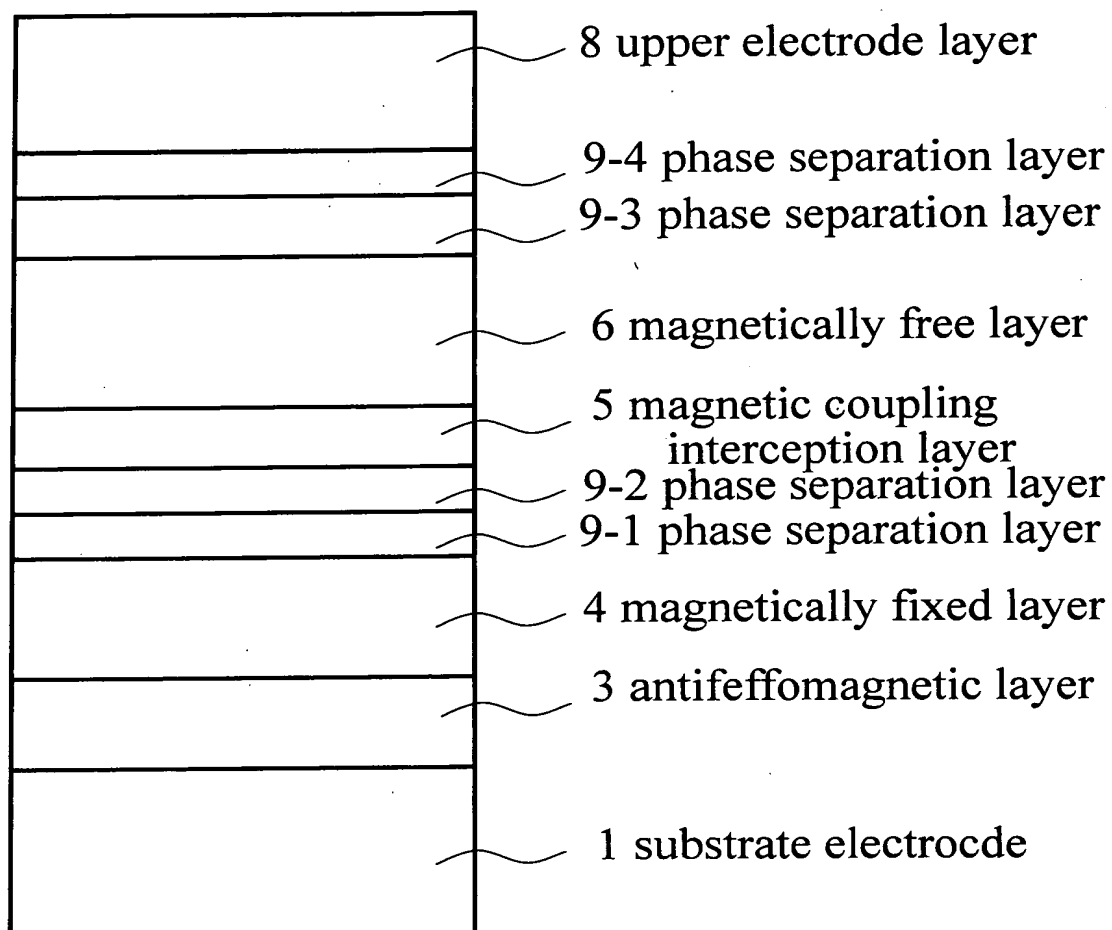 8 upper electrode layer
9-4 phase separation layer
9-3 phase separation layer
6 magnetically free layer
5 magnetic coupling
interception layer
9-2 phase separation layer
9-1 phase separation layer
4 magnetically fixed layer
3 antifeffomagnetic layer
1 substrate electrocde